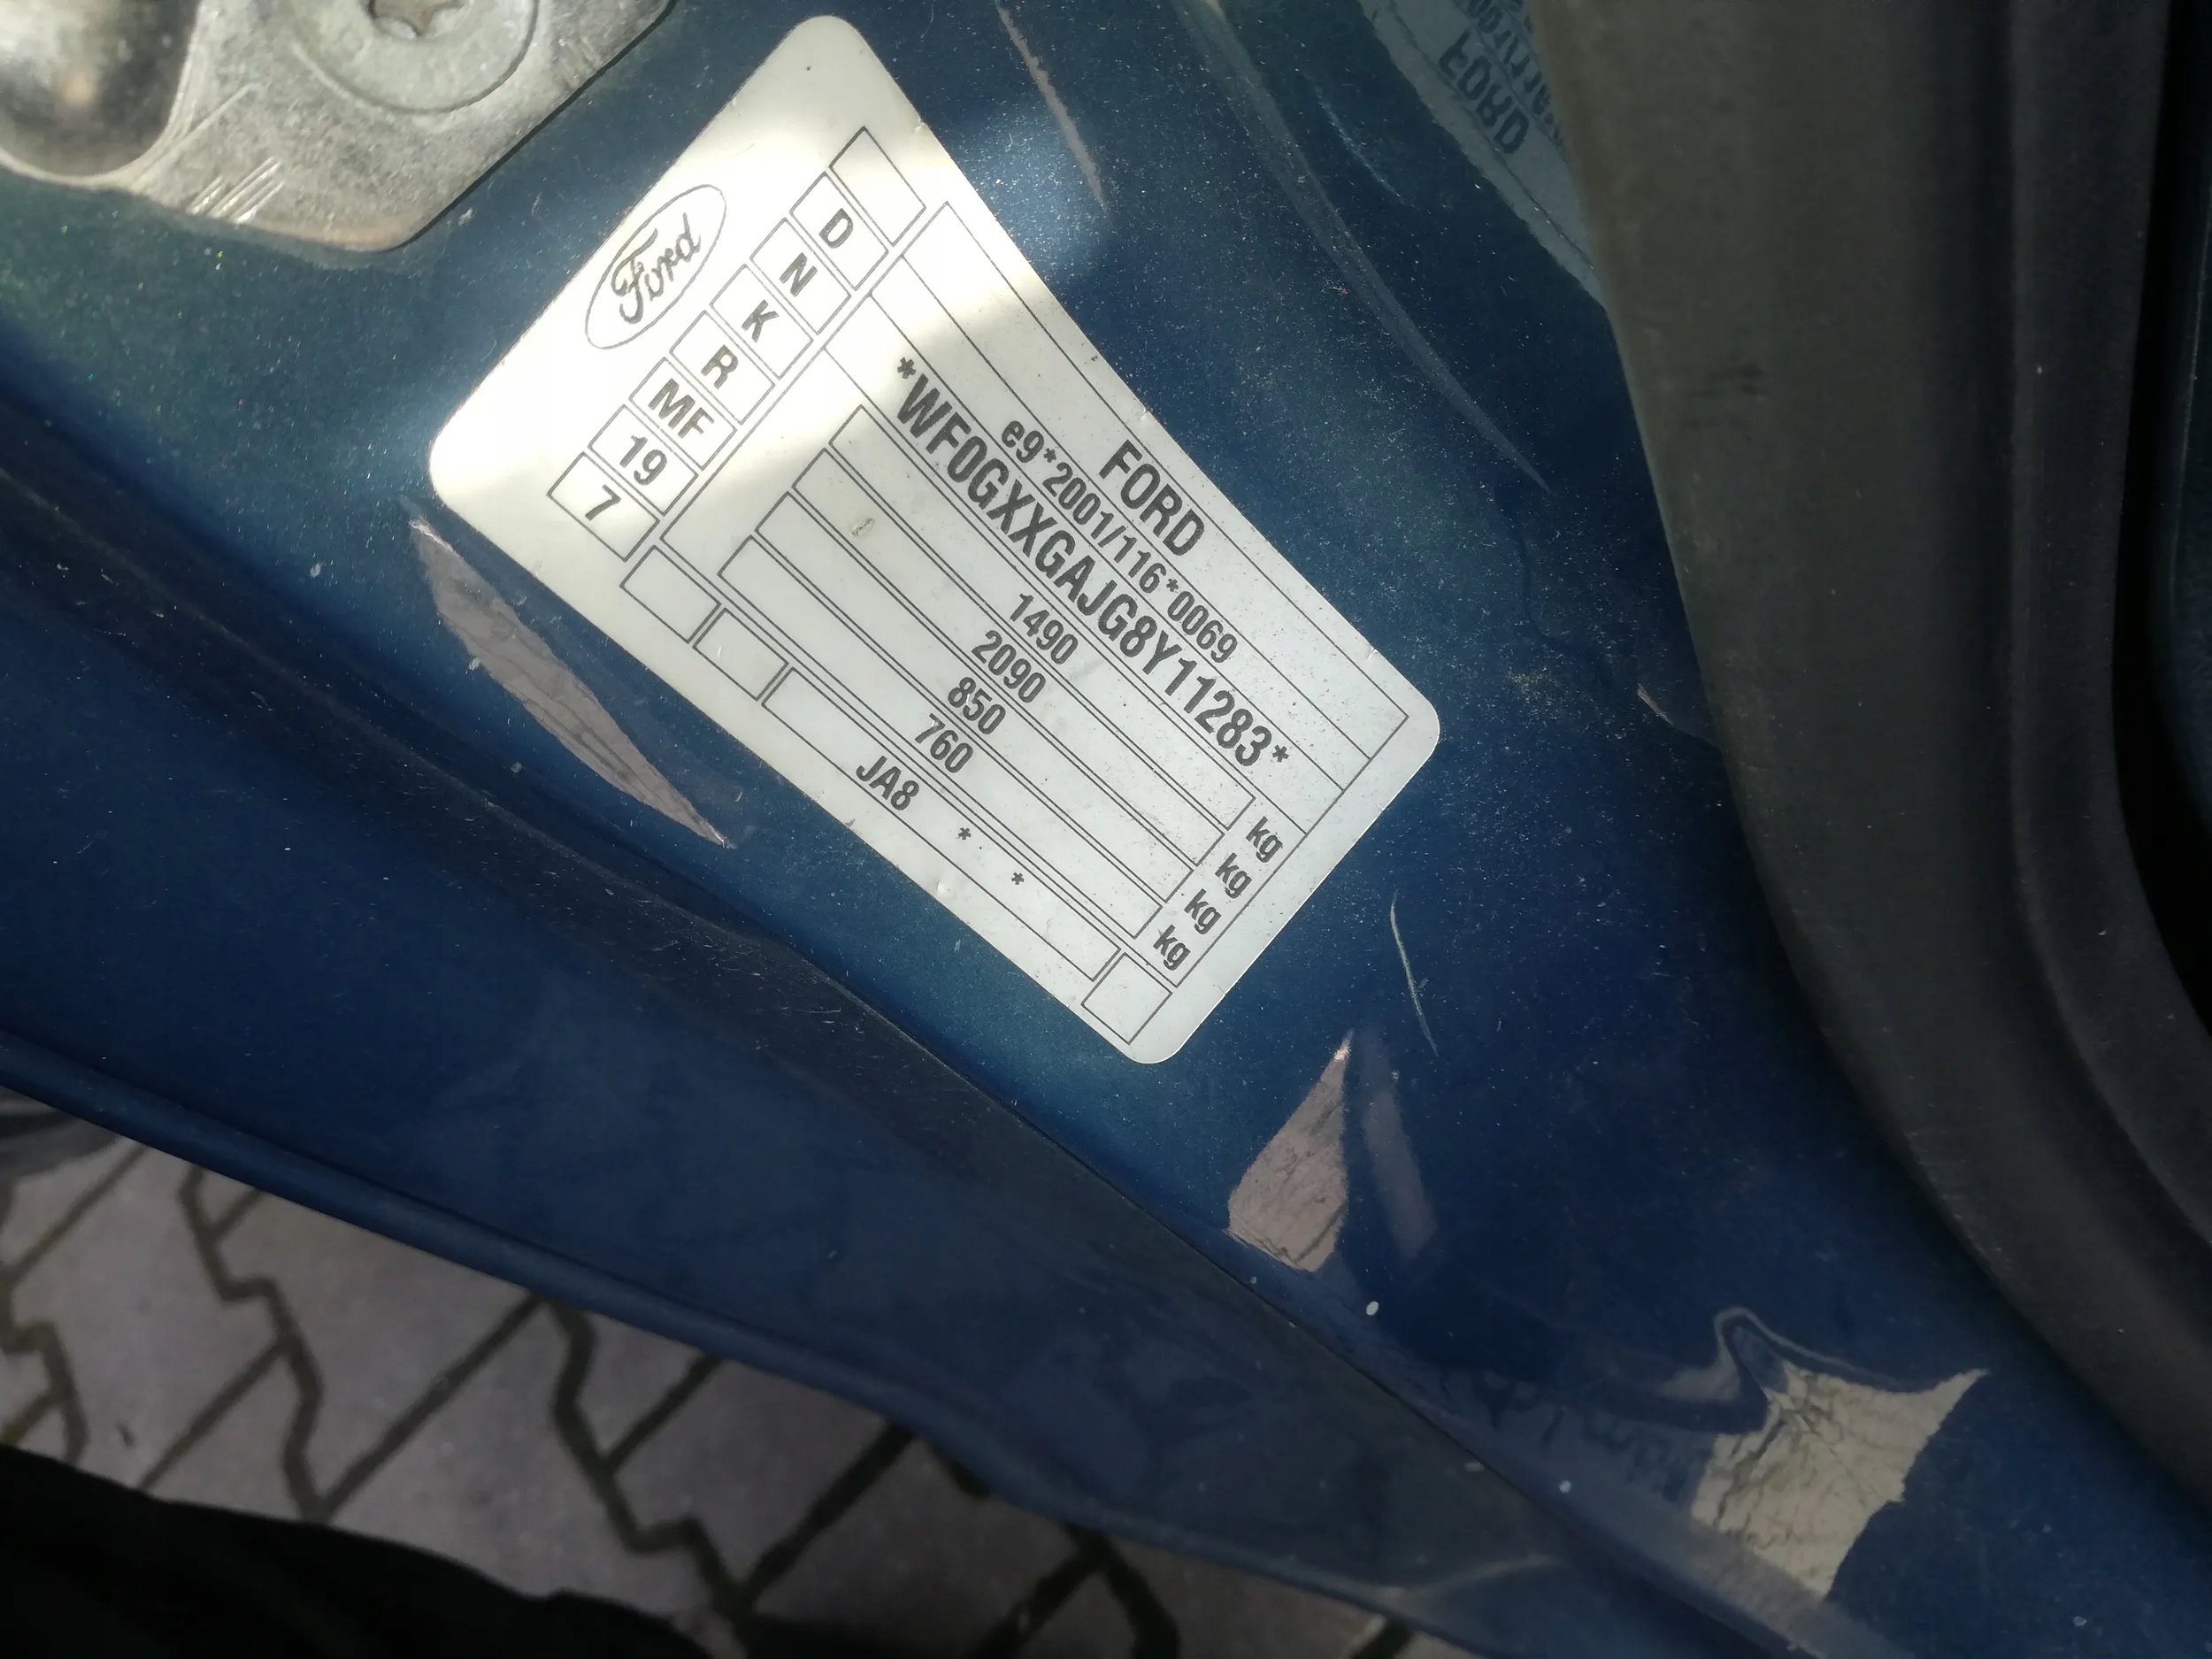 Ford
D
N
K
R
MF
19
7
FORD
e9*2001/116*0069
*WF0GXXGAJG8Y11283*
1490 kg
2090 kg
850 kg
760 kg
JA8 * *
FORD